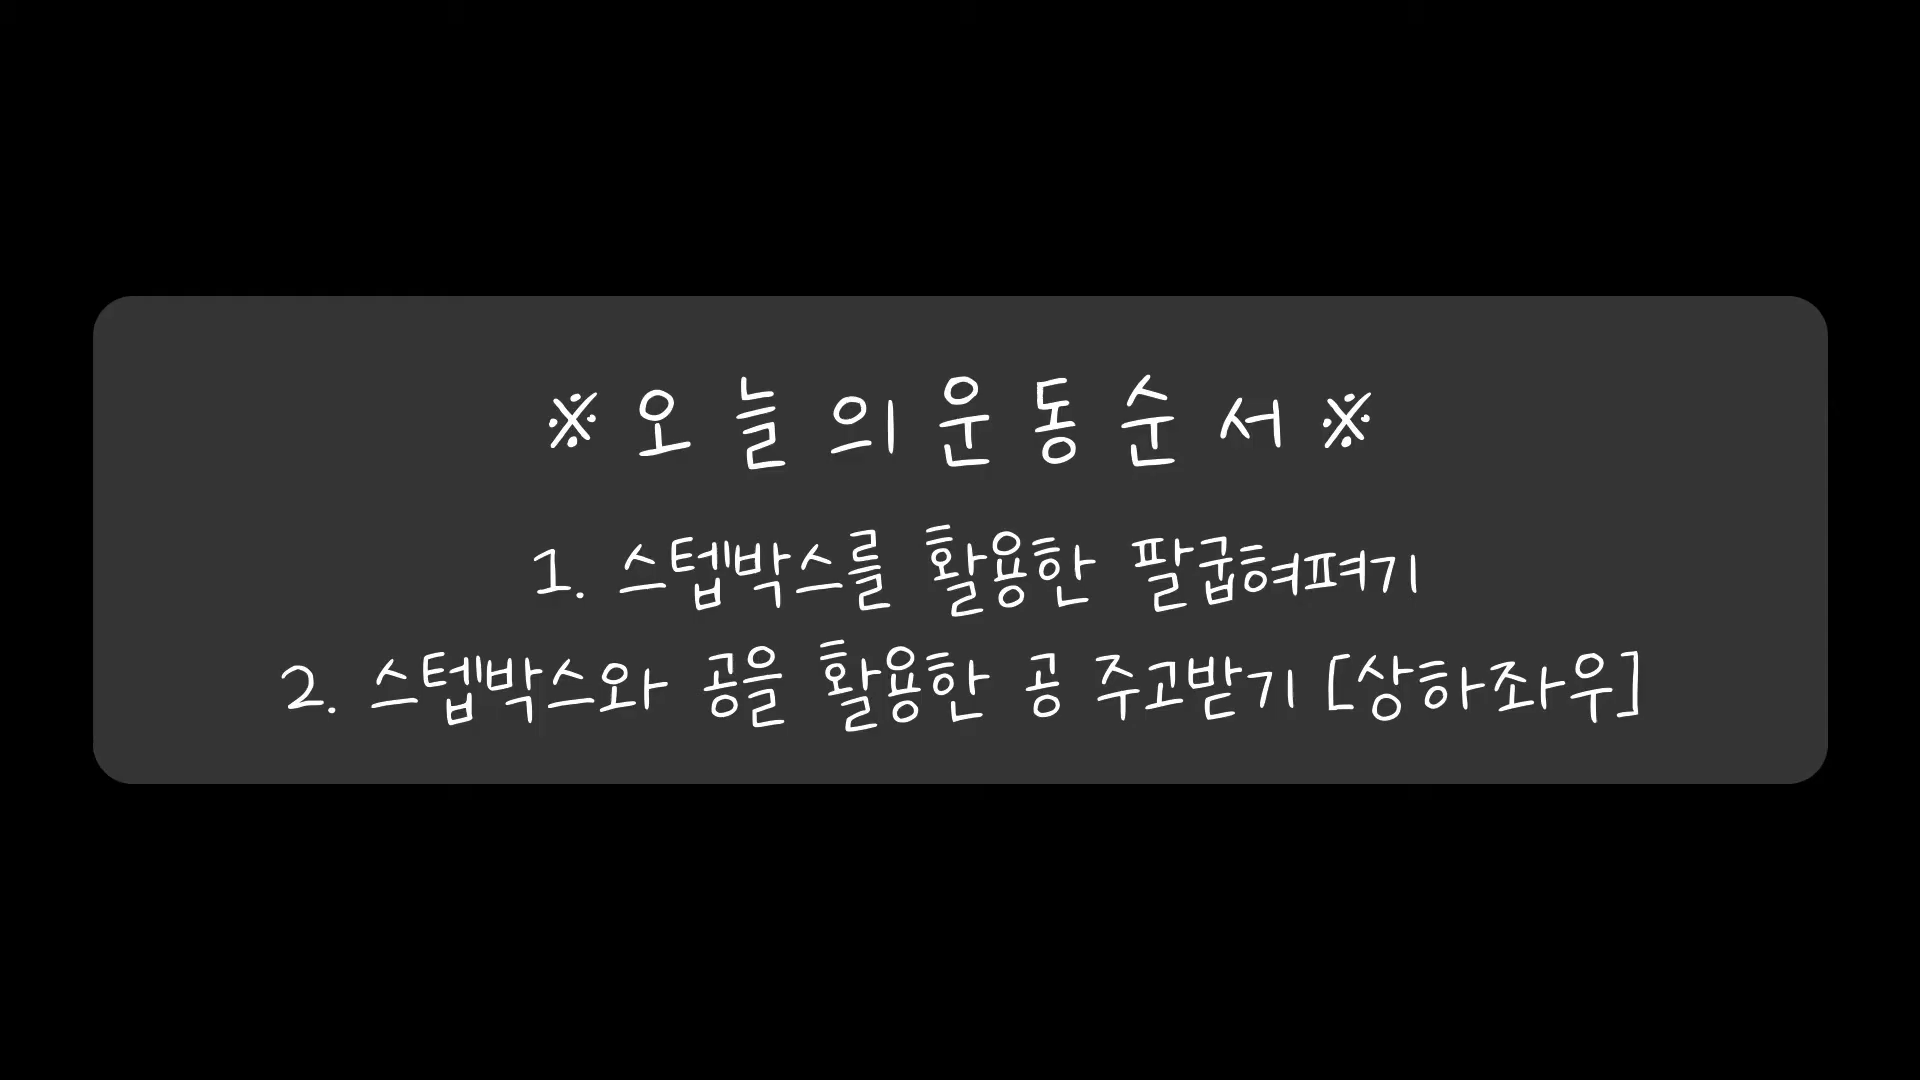 ※오늘의운동순서※
1. 스텝박스를 활용한 팔굽혀펴기
2. 스텝박스와 공을 활용한 공 주고받기 [상하좌우]